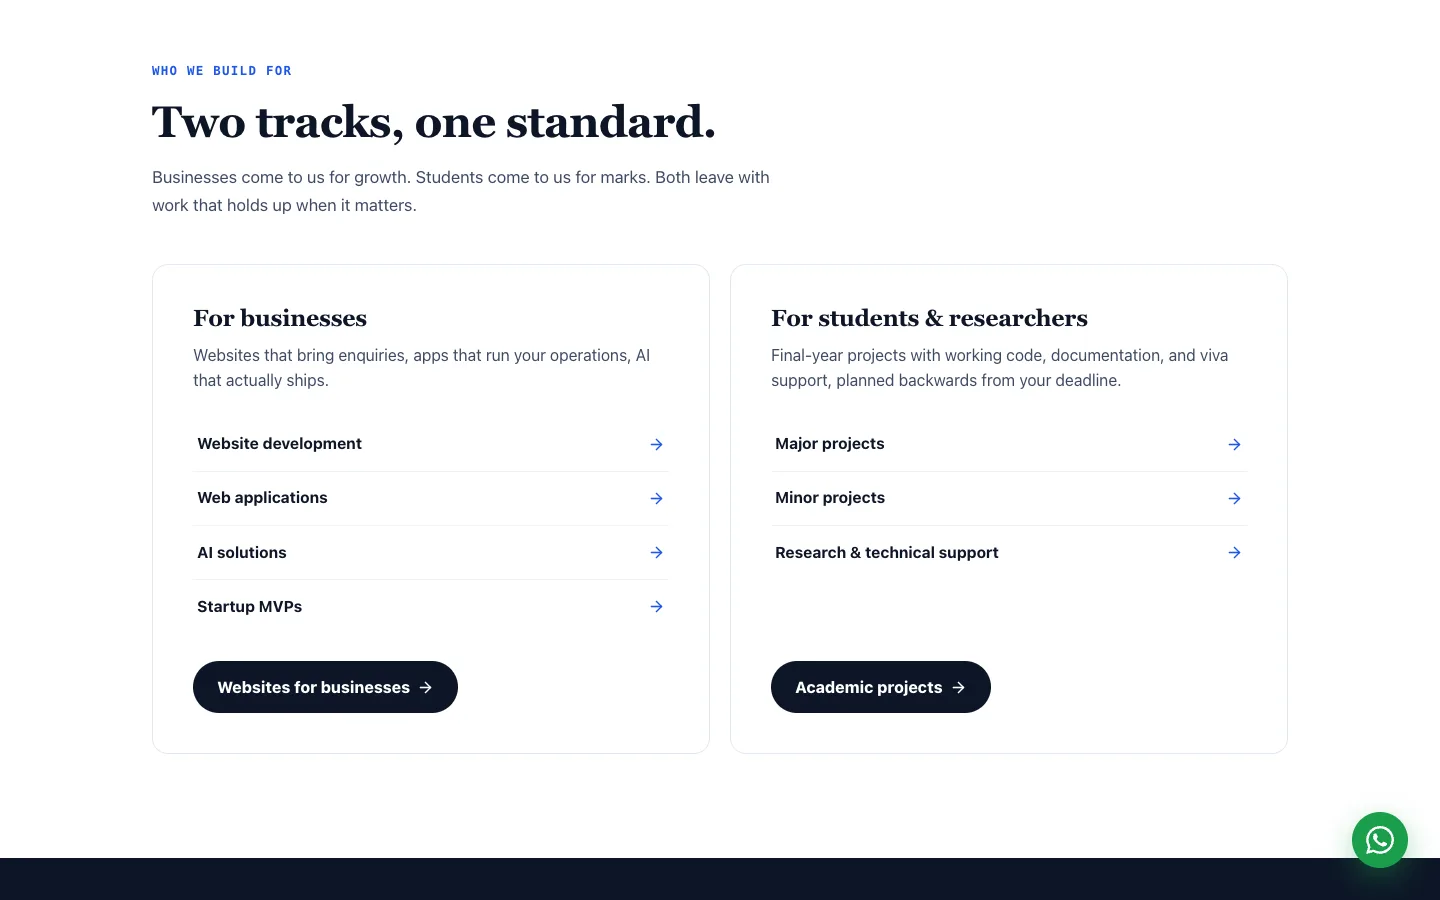 WHO WE BUILD FOR
Two tracks, one standard.
Businesses come to us for growth. Students come to us for marks. Both leave with
work that holds up when it matters.
For businesses
Websites that bring enquiries, apps that run your operations, AI
that actually ships.
Website development
Web applications
AI solutions
Startup MVPs
Websites for businesses
For students & researchers
Final-year projects with working code, documentation, and viva
support, planned backwards from your deadline.
Major projects
Minor projects
Research & technical support
Academic projects